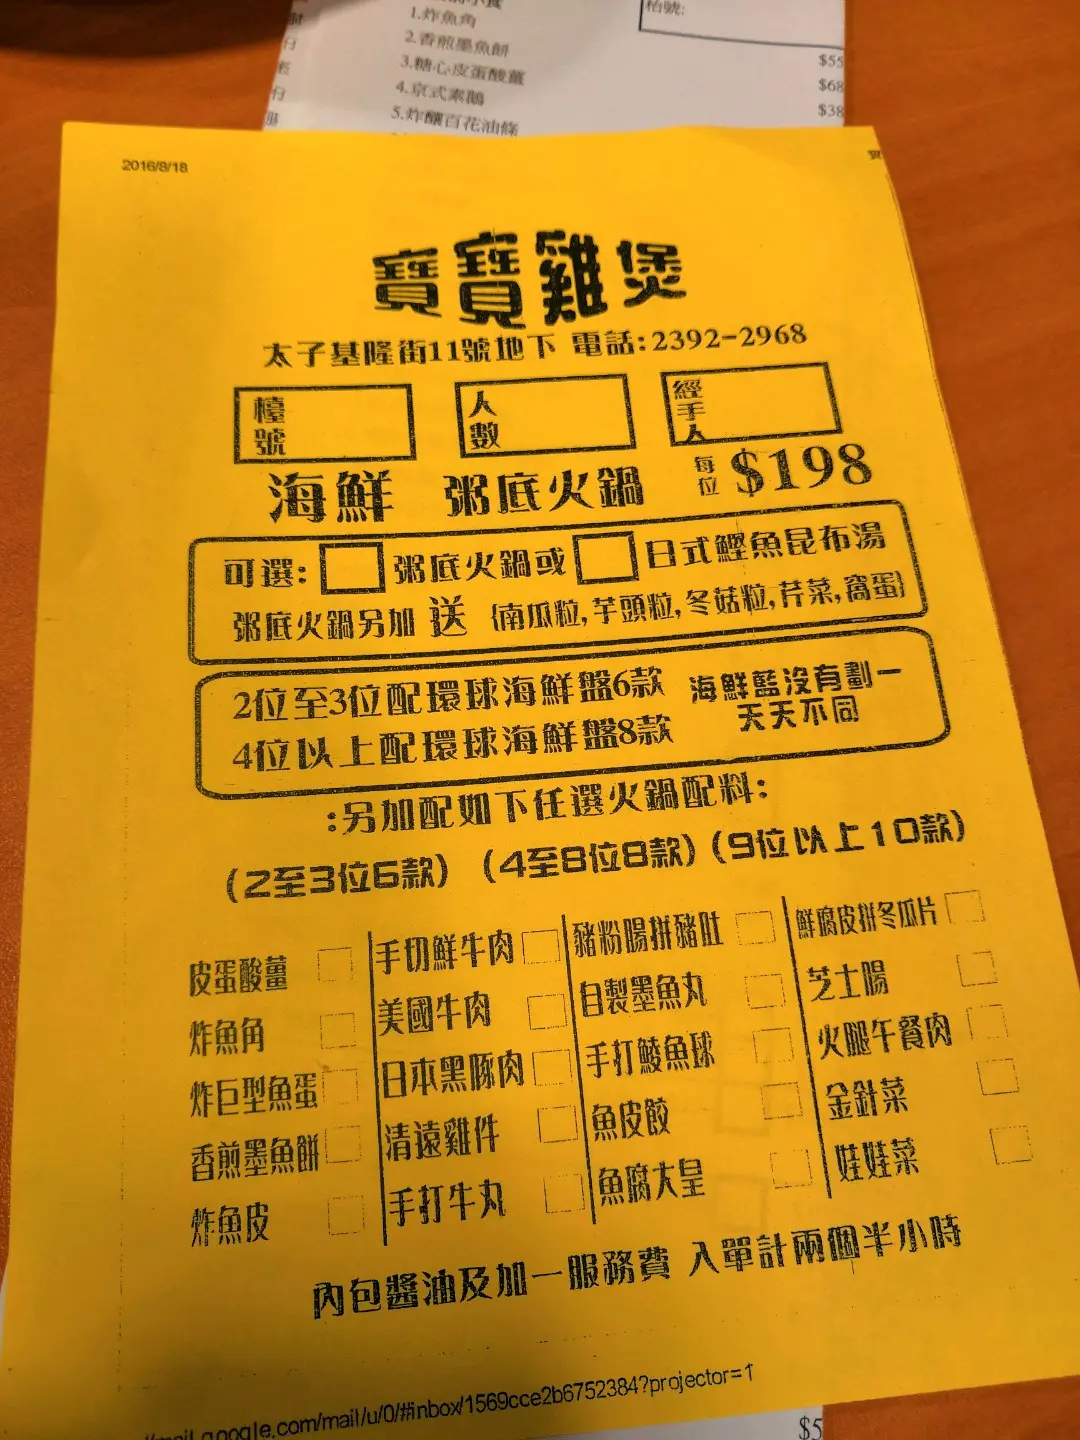 1.炸魚角
2.香煎墨魚餅
3.糖心皮蛋酸薑
4.京式素鵝
5.炸釀百花油條
枱號:
$55
$68
$38
2016/8/18
寶寶雞煲
太子基隆街11號地下 電話:2392-2968
檯號
人數
經手人
海鮮 粥底火鍋 每位 $198
可選: 粥底火鍋或 日式鰹魚昆布湯
粥底火鍋另加 送 (南瓜粒,芋頭粒,冬菇粒,芹菜,窩蛋)
2位至3位配環球海鮮盤6款
4位以上配環球海鮮盤8款
海鮮藍沒有劃一
天天不同
:另加配如下任選火鍋配料:
(2至3位6款) (4至8位8款) (9位以上10款)
皮蛋酸薑
炸魚角
炸巨型魚蛋
香煎墨魚餅
炸魚皮
手切鮮牛肉
美國牛肉
日本黑豚肉
清遠雞件
手打牛丸
豬粉腸拼豬肚
自製墨魚丸
手打鯪魚球
魚皮餃
魚腐大皇
鮮腐皮拼冬瓜片
芝士腸
火腿午餐肉
金針菜
娃娃菜
內包醬油及加一服務費 入單計兩個半小時
mail.google.com/mail/u/0/#inbox/1569cce2b6752384?projector=1
$5